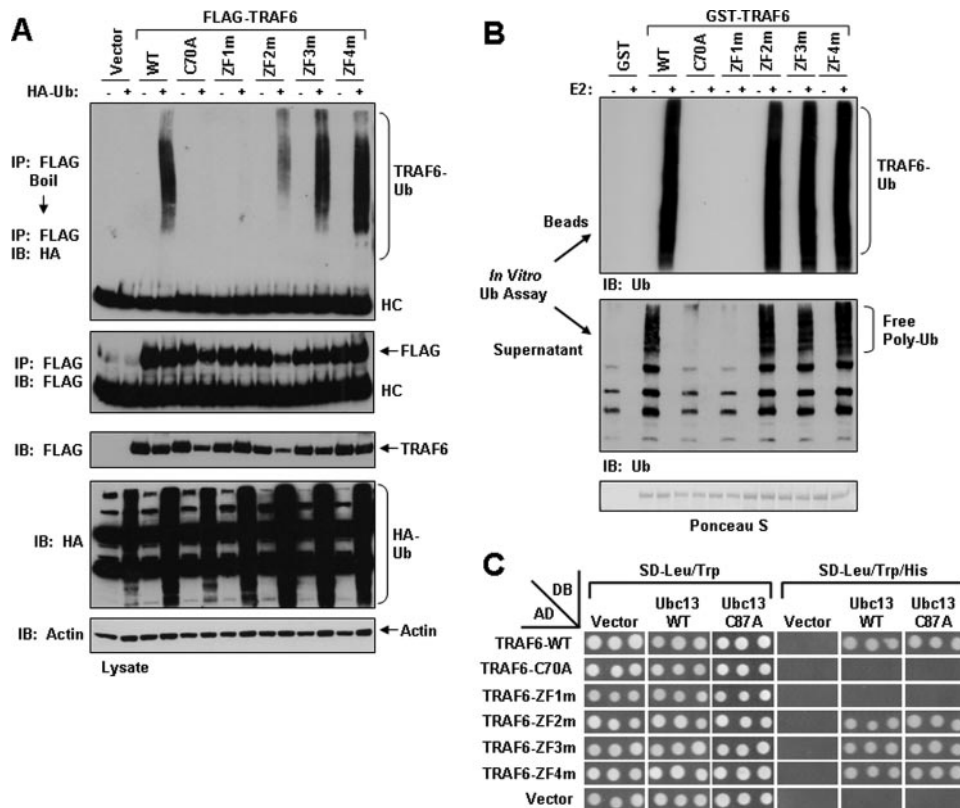 A
FLAG-TRAF6
Vector
WT
C70A
ZF1m
ZF2m
ZF3m
ZF4m
HA-Ub: - + - + - + - + - + - + - +
IP: FLAG
Boil
IP: FLAG
IB: HA
TRAF6-
Ub
HC
IP: FLAG
IB: FLAG
FLAG
HC
IB: FLAG
TRAF6
IB: HA
HA-
Ub
IB: Actin
Actin
Lysate
B
GST-TRAF6
GST
WT
C70A
ZF1m
ZF2m
ZF3m
ZF4m
E2: - + - + - + - + - + - + - +
TRAF6-
Ub
Beads
IB: Ub
In Vitro
Ub Assay
Supernatant
Free
Poly-Ub
IB: Ub
Ponceau S
C
SD-Leu/Trp
SD-Leu/Trp/His
DB
AD
Vector
Ubc13
WT
Ubc13
C87A
Vector
Ubc13
WT
Ubc13
C87A
TRAF6-WT
TRAF6-C70A
TRAF6-ZF1m
TRAF6-ZF2m
TRAF6-ZF3m
TRAF6-ZF4m
Vector